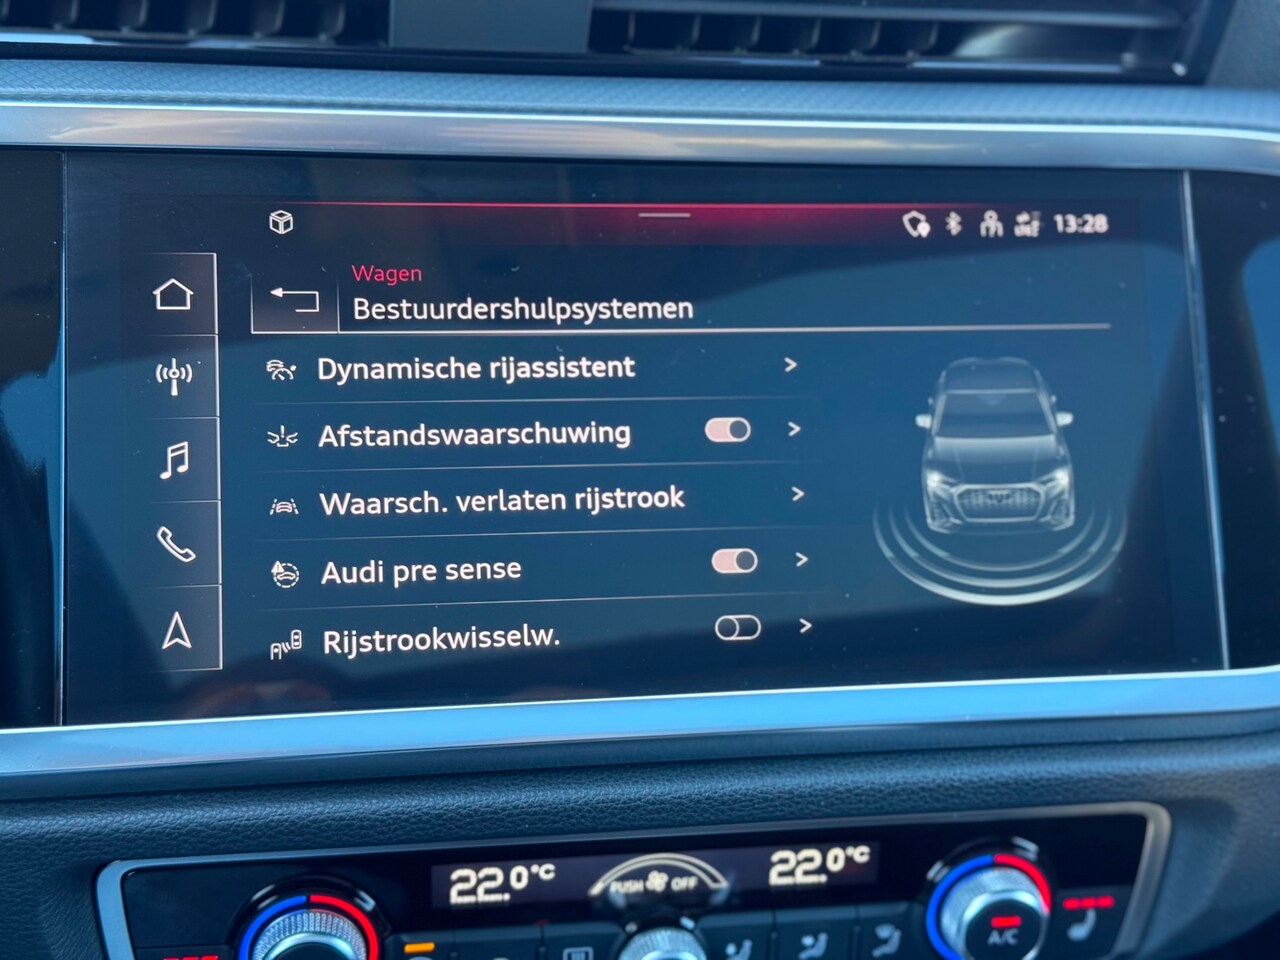 13:28
Wagen
Bestuurdershulpsystemen
Dynamische rijassistent
Afstandswaarschuwing
Waarsch. verlaten rijstrook
Audi pre sense
Rijstrookwisselw.
22.0°C
PUSH OFF
22.0°C
A/C